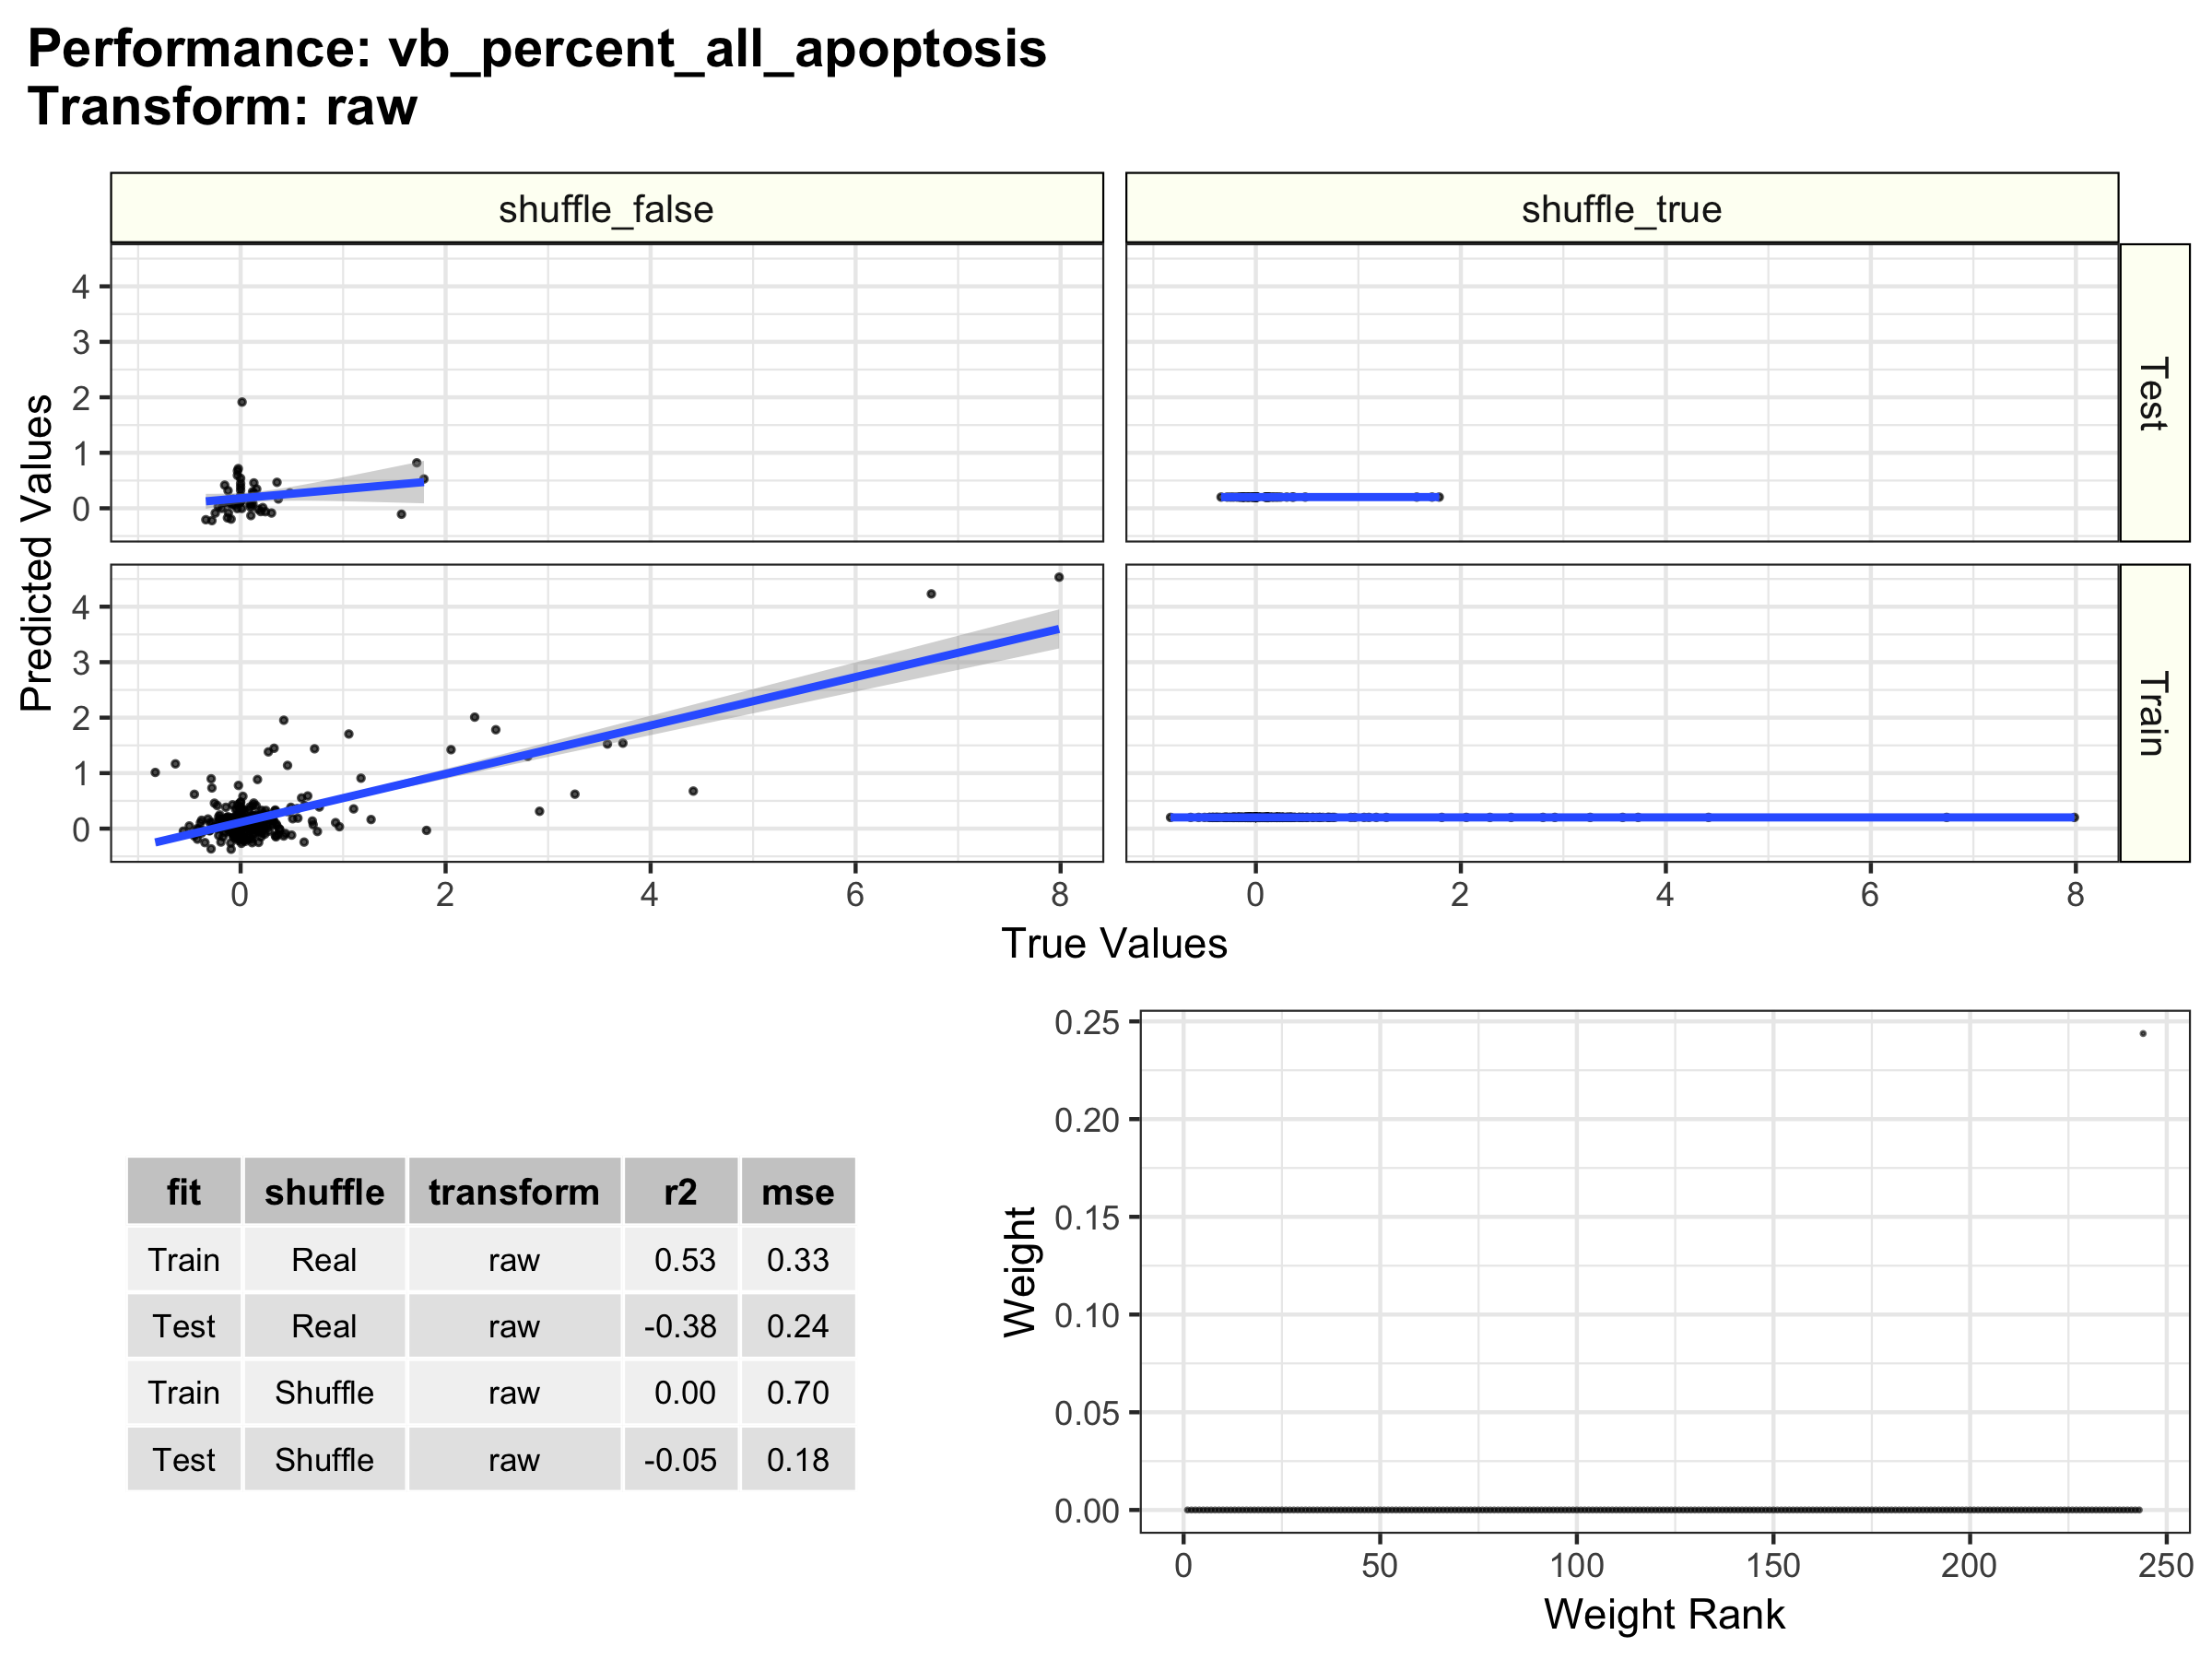 Performance: vb_percent_all_apoptosis
Transform: raw
shuffle_false
shuffle_true
4
3
2
1
0
Test
Predicted Values
4
3
2
1
0
Train
0 2 4 6 8
0 2 4 6 8
True Values
fit shuffle transform r2 mse
Train Real raw 0.53 0.33
Test Real raw -0.38 0.24
Train Shuffle raw 0.00 0.70
Test Shuffle raw -0.05 0.18
0.25
0.20
0.15
0.10
0.05
0.00
Weight
0 50 100 150 200 250
Weight Rank